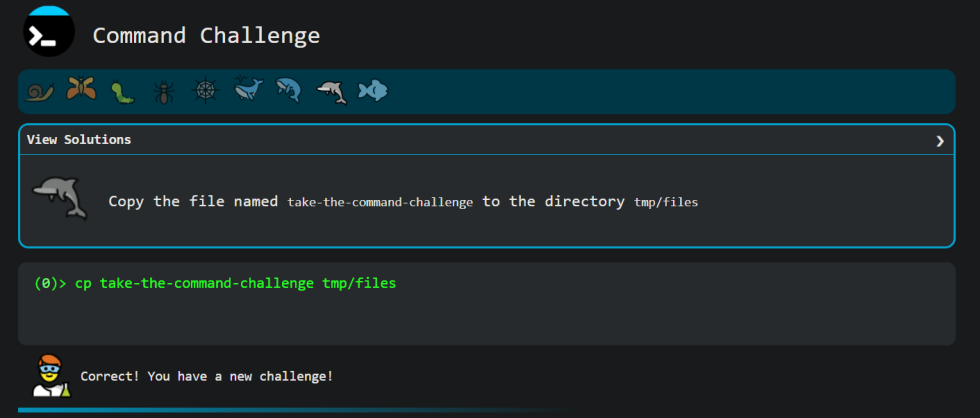 Command Challenge
View Solutions ❯
Copy the file named take-the-command-challenge to the directory tmp/files
(0)> cp take-the-command-challenge tmp/files
Correct! You have a new challenge!